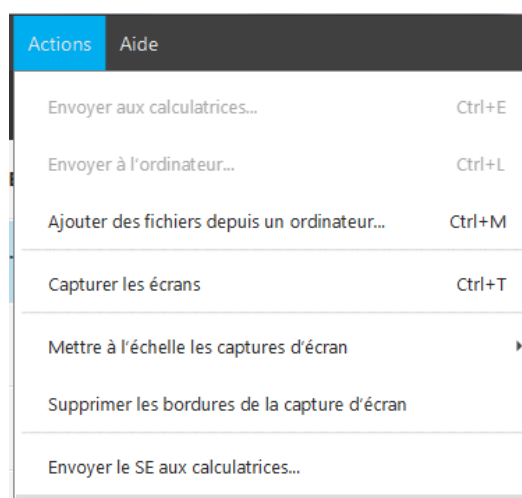 Actions Aide
Envoyer aux calculatrices... Ctrl+E
Envoyer à l'ordinateur... Ctrl+L
Ajouter des fichiers depuis un ordinateur... Ctrl+M
Capturer les écrans Ctrl+T
Mettre à l'échelle les captures d'écran
Supprimer les bordures de la capture d'écran
Envoyer le SE aux calculatrices...